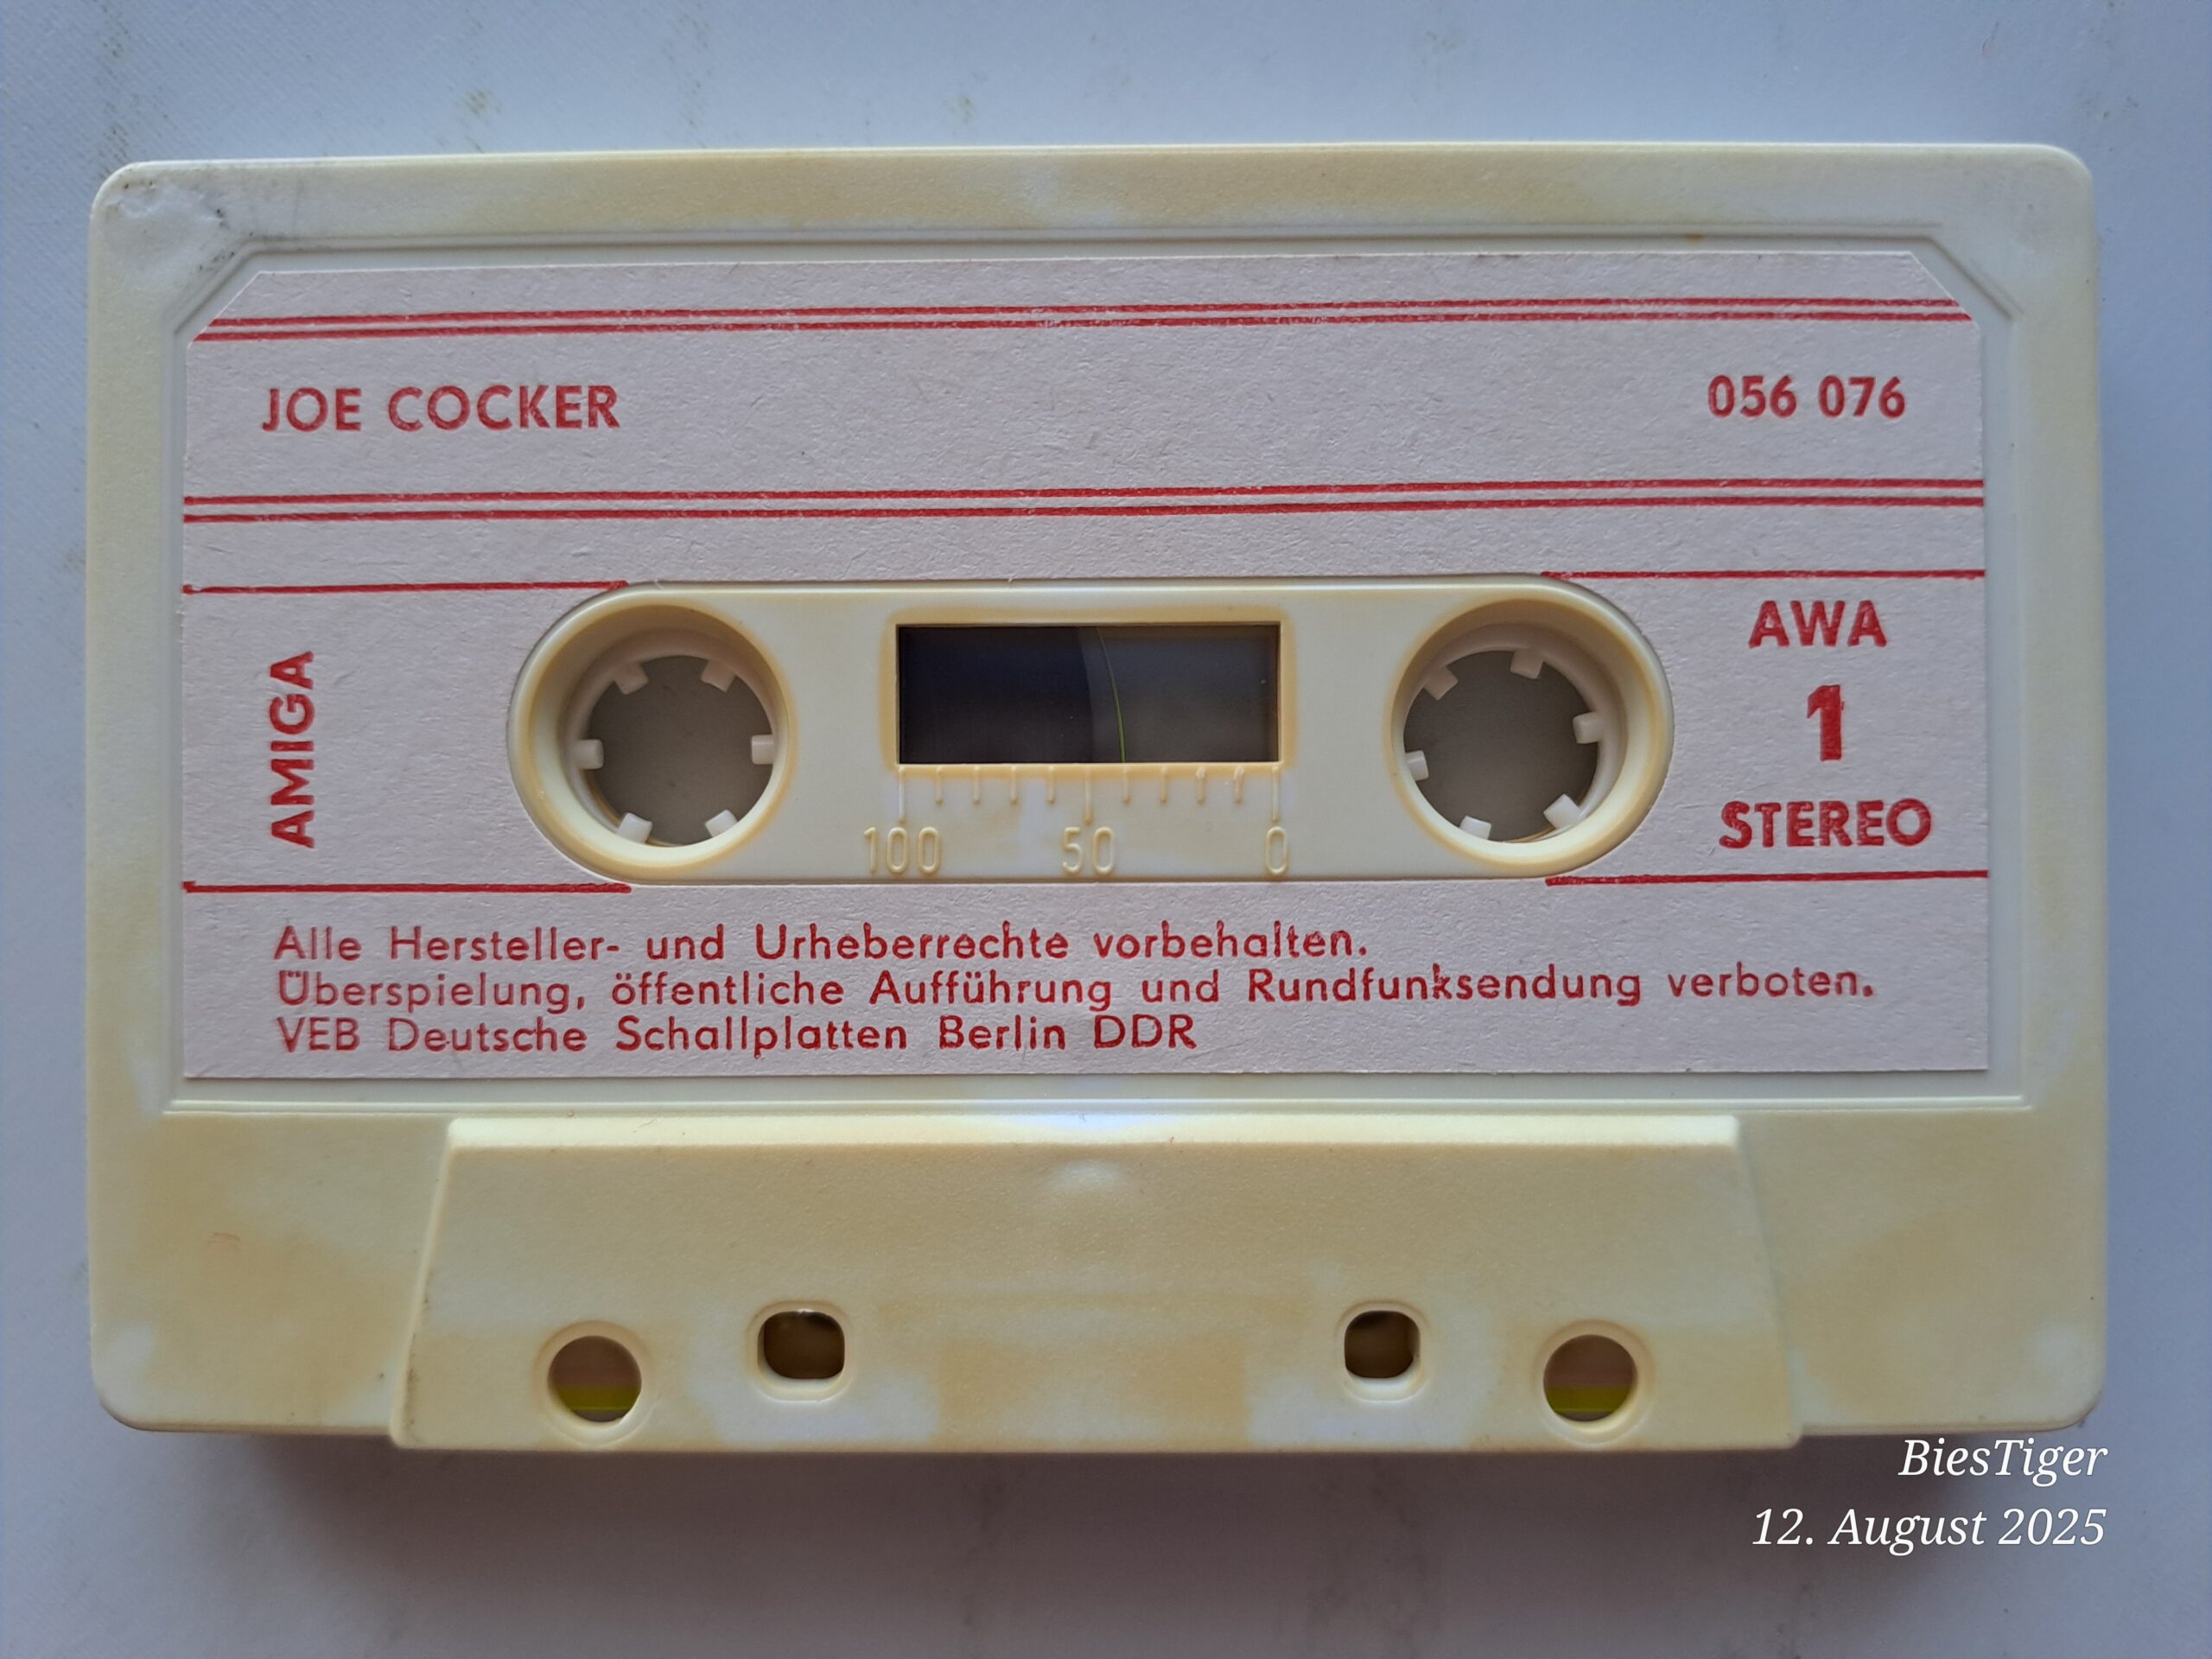 JOE COCKER 056 076
AMIGA
AWA
1
STEREO
100 50 0
Alle Hersteller- und Urheberrechte vorbehalten.
Überspielung, öffentliche Aufführung und Rundfunksendung verboten.
VEB Deutsche Schallplatten Berlin DDR
BiesTiger
12. August 2025